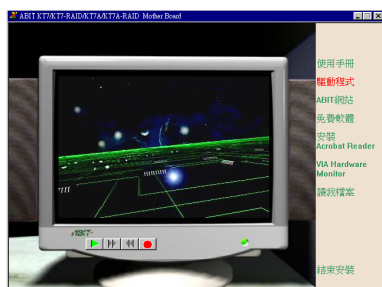 ABIT KT7/KT7-RAID/KT7A/KT7A-RAID Mother Board
使用手冊
驅動程式
ABIT網站
免費軟體
安裝
Acrobat Reader
VIA Hardware
Monitor
讀我檔案
ABIT
結束安裝